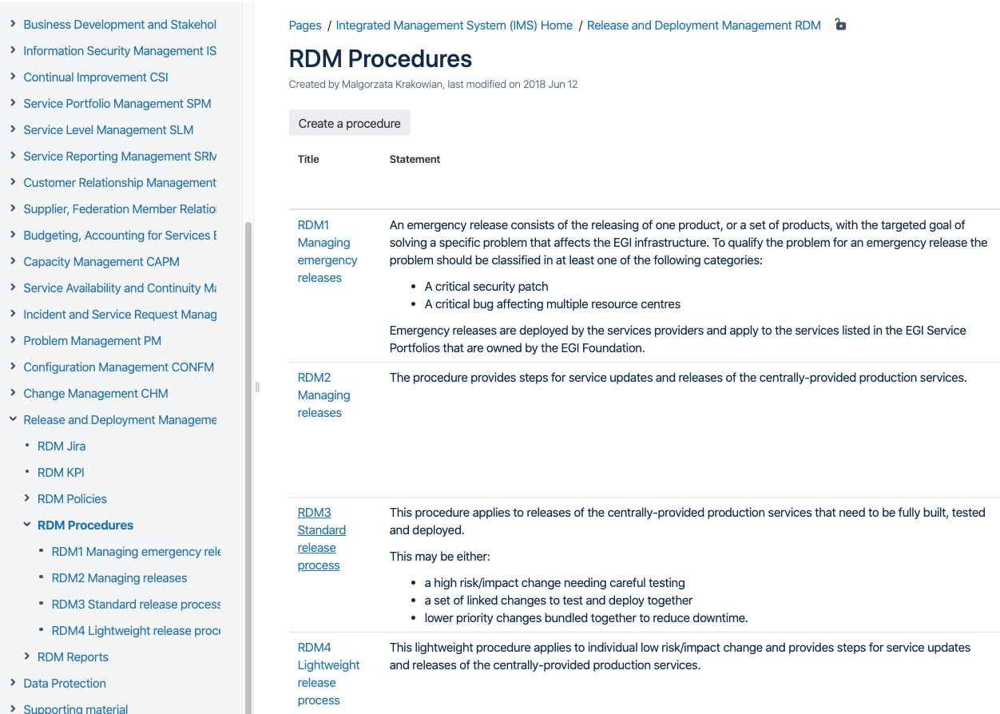 Business Development and Stakehol
Information Security Management IS
Continual Improvement CSI
Service Portfolio Management SPM
Service Level Management SLM
Service Reporting Management SRM
Customer Relationship Management
Supplier, Federation Member Relatio
Budgeting, Accounting for Services E
Capacity Management CAPM
Service Availability and Continuity Ma
Incident and Service Request Manag
Problem Management PM
Configuration Management CONFM
Change Management CHM
Release and Deployment Manageme
RDM Jira
RDM KPI
RDM Policies
RDM Procedures
RDM1 Managing emergency rele
RDM2 Managing releases
RDM3 Standard release process
RDM4 Lightweight release proce
RDM Reports
Data Protection
Supporting material
Pages / Integrated Management System (IMS) Home / Release and Deployment Management RDM
RDM Procedures
Created by Malgorzata Krakowian, last modified on 2018 Jun 12
Create a procedure
Title Statement
RDM1
Managing
emergency
releases
An emergency release consists of the releasing of one product, or a set of products, with the targeted goal of
solving a specific problem that affects the EGI infrastructure. To qualify the problem for an emergency release the
problem should be classified in at least one of the following categories:
• A critical security patch
• A critical bug affecting multiple resource centres
Emergency releases are deployed by the services providers and apply to the services listed in the EGI Service
Portfolios that are owned by the EGI Foundation.
RDM2
Managing
releases
The procedure provides steps for service updates and releases of the centrally-provided production services.
RDM3
Standard
release
process
This procedure applies to releases of the centrally-provided production services that need to be fully built, tested
and deployed.
This may be either:
• a high risk/impact change needing careful testing
• a set of linked changes to test and deploy together
• lower priority changes bundled together to reduce downtime.
RDM4
Lightweight
release
process
This lightweight procedure applies to individual low risk/impact change and provides steps for service updates
and releases of the centrally-provided production services.